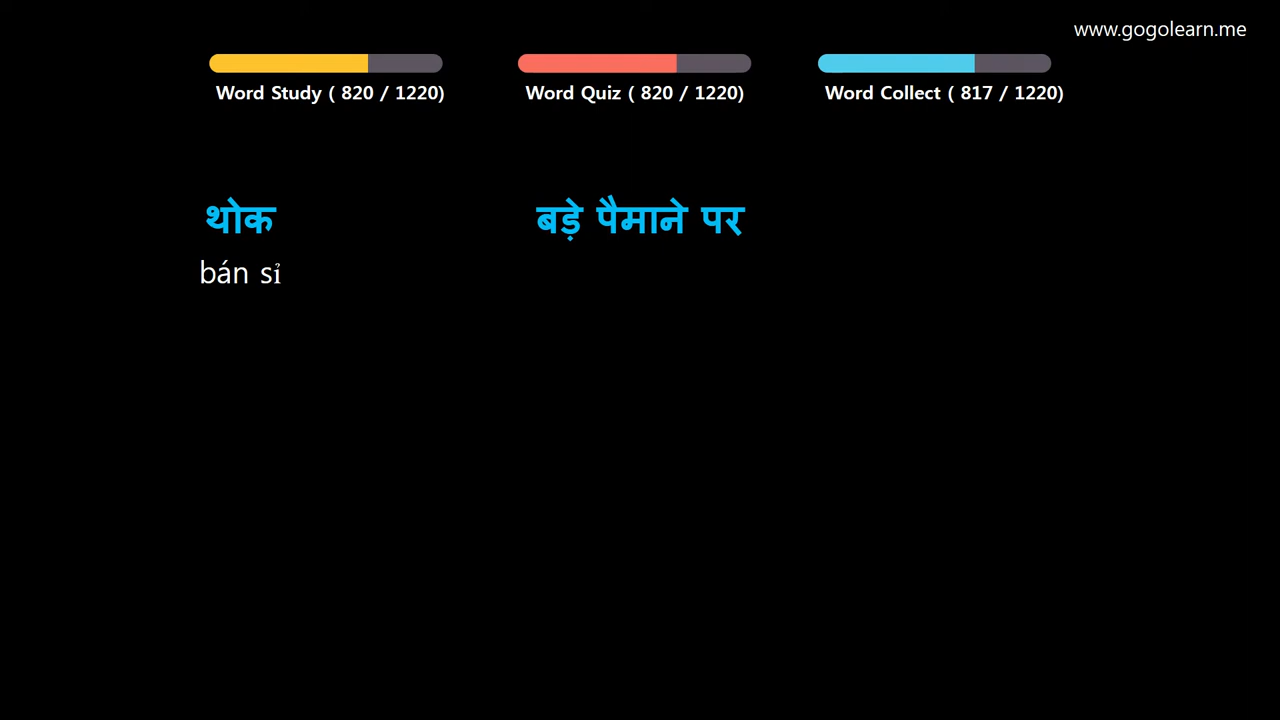 www.gogolearn.me
Word Study ( 820 / 1220)
Word Quiz ( 820 / 1220)
Word Collect ( 817 / 1220)
थोक
बड़े पैमाने पर
bán sỉ